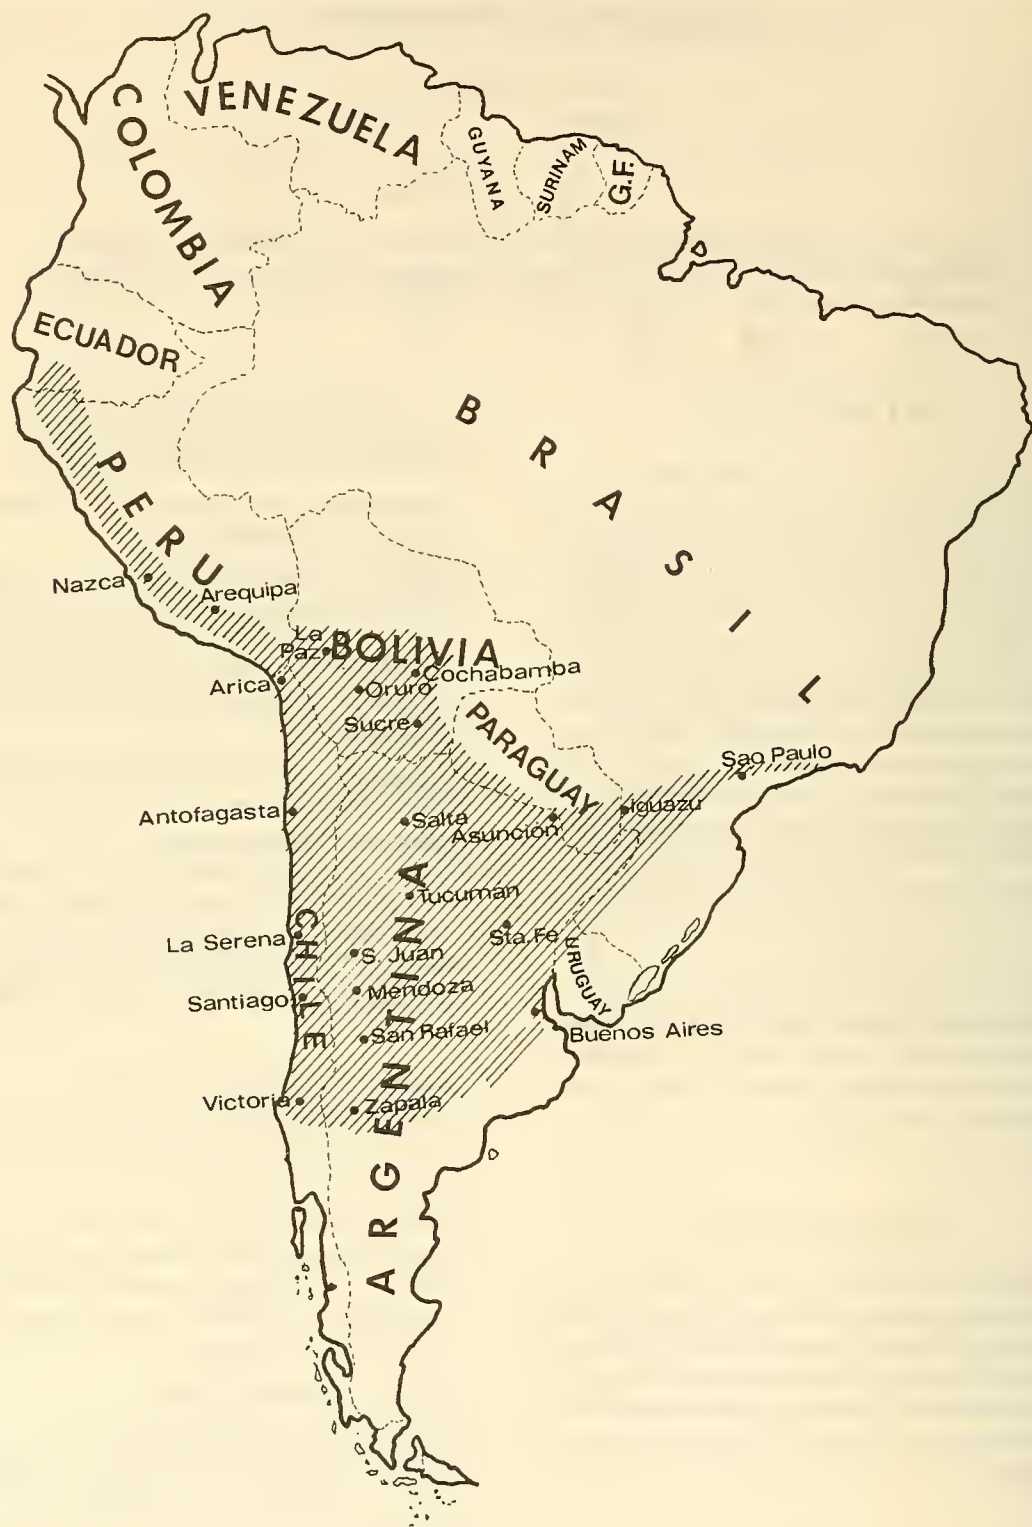 VENEZUELA
COLOMBIA
GUYANA
SURINAM
G.F.
ECUADOR
BRASIL
PERU
Nazca
Arequipa
La
Paz
BOLIVIA
Cochabamba
Arica
Oruro
Sucre
PARAGUAY
Sao Paulo
Antofagasta
Salta
Asunción
Iguazu
Tucuman
La Serena
CHILE
Sta. Fe
S. Juan
URUGUAY
Santiago
Mendoza
San Rafael
Buenos Aires
Victoria
Zapala
ARGENTINA